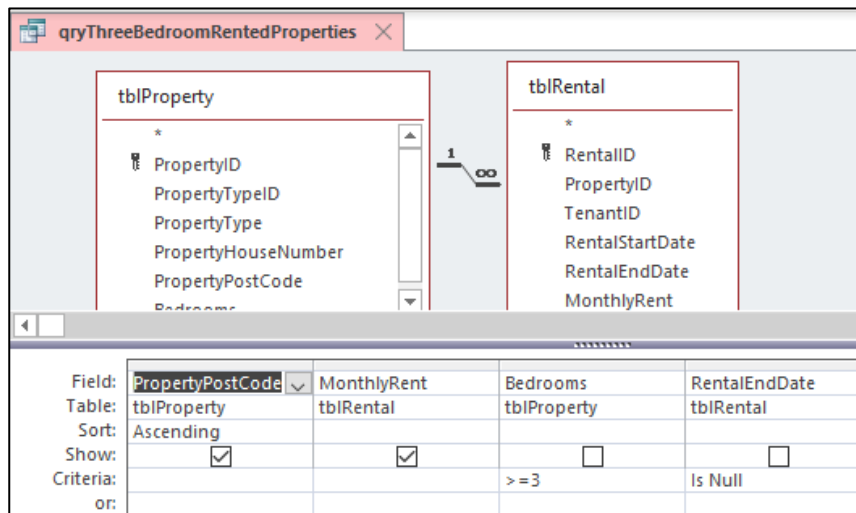 qryThreeBedroomRentedProperties
tblProperty
*
PropertyID
PropertyTypeID
PropertyType
PropertyHouseNumber
PropertyPostCode
Bedrooms
1
∞
tblRental
*
RentalID
PropertyID
TenantID
RentalStartDate
RentalEndDate
MonthlyRent
Field: PropertyPostCode MonthlyRent Bedrooms RentalEndDate
Table: tblProperty tblRental tblProperty tblRental
Sort: Ascending
Show:
Criteria: >=3 Is Null
or: